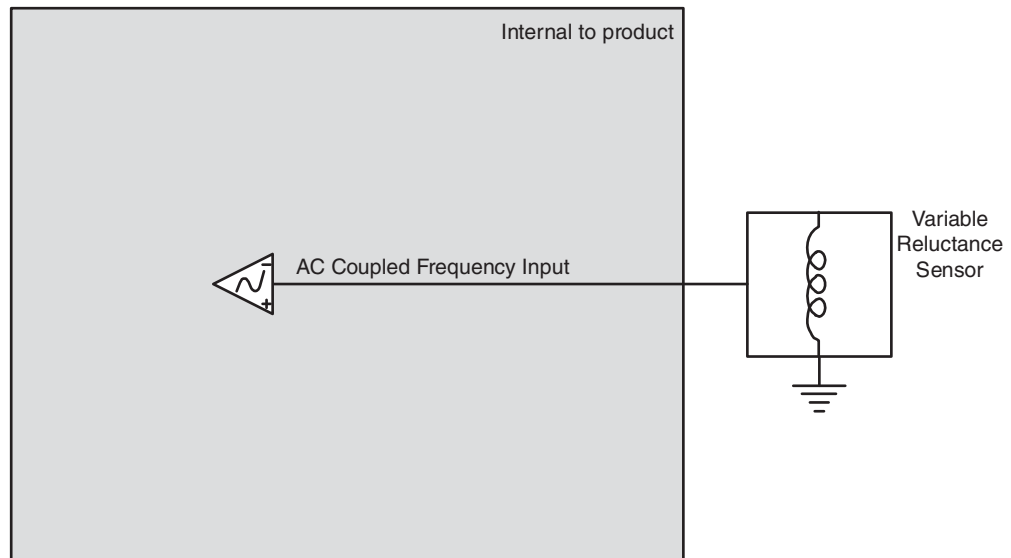 Internal to product
AC Coupled Frequency Input
Variable
Reluctance
Sensor